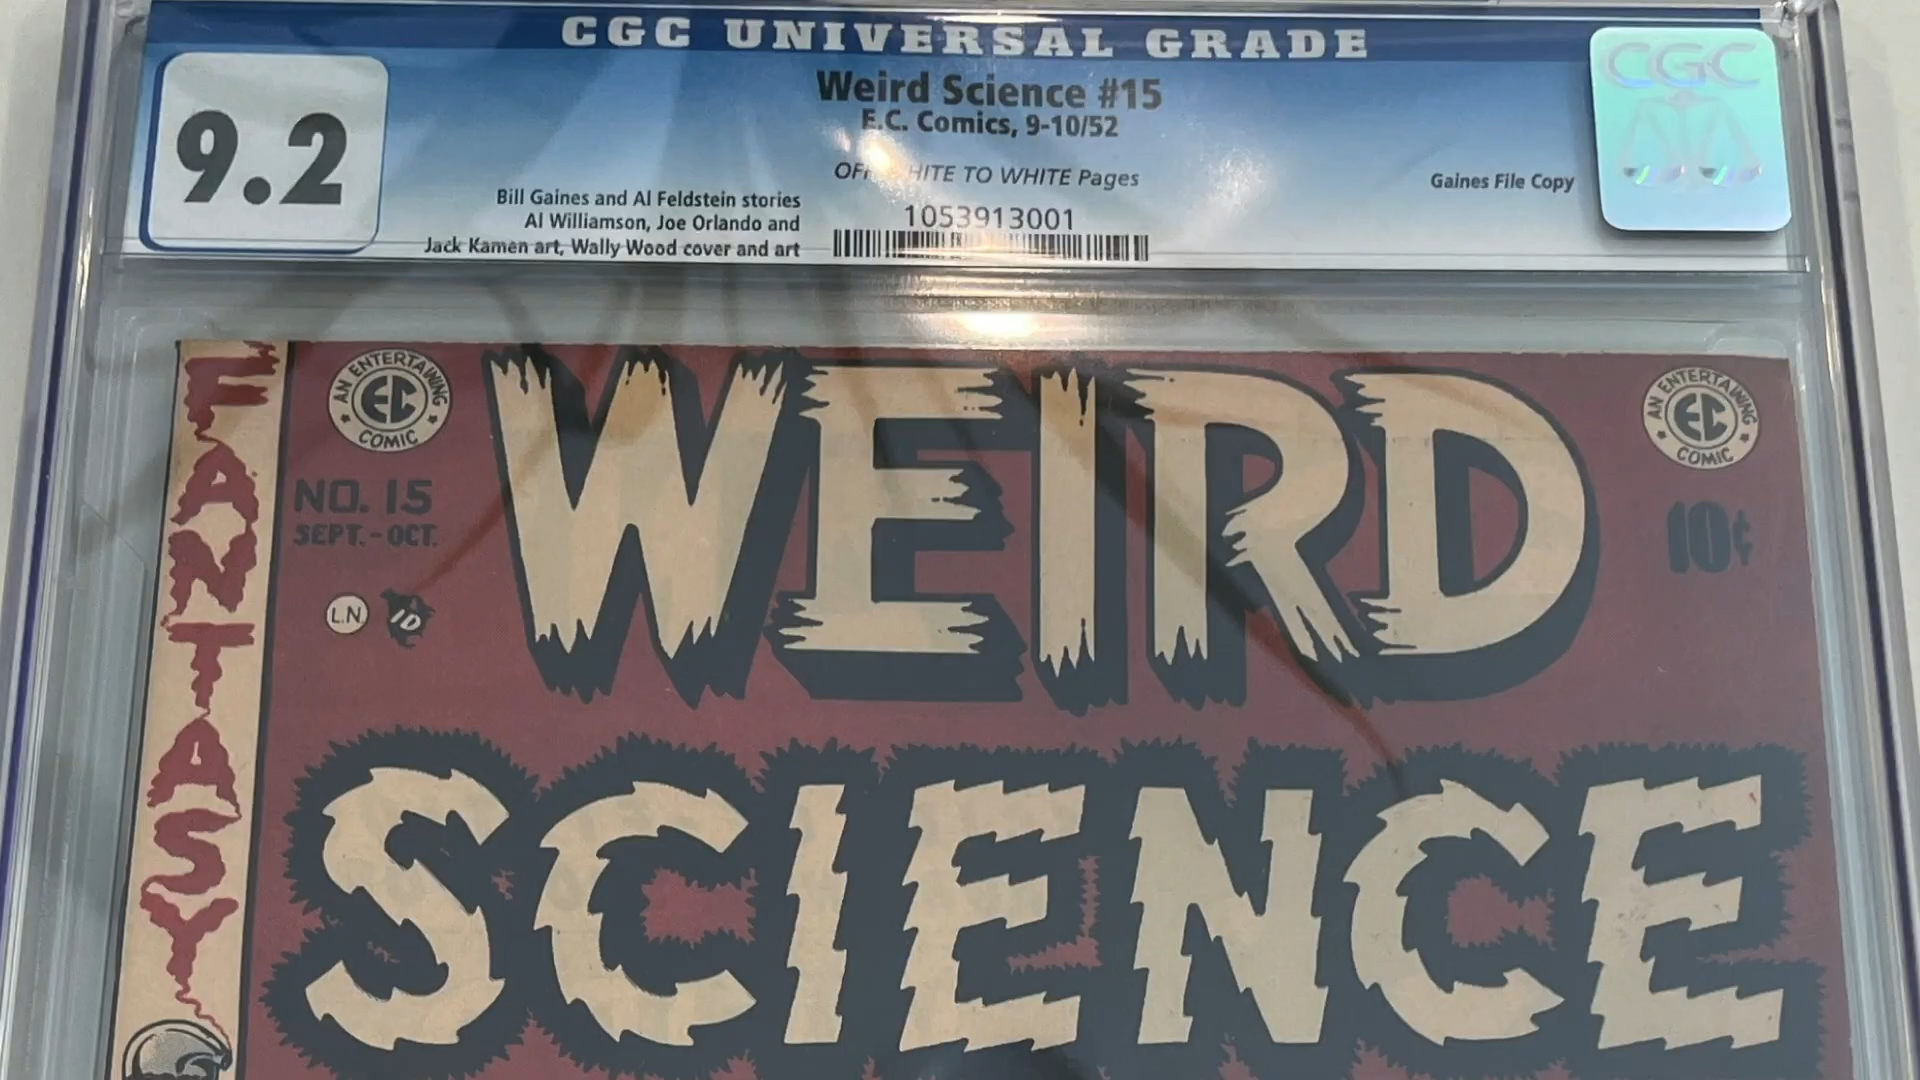 CGC UNIVERSAL GRADE
9.2
Weird Science #15
E.C. Comics, 9-10/52
WHITE TO WHITE Pages
1053913001
Bill Gaines and Al Feldstein stories
Al Williamson, Joe Orlando and
Jack Kamen art, Wally Wood cover and art
Gaines File Copy
CGC
FANTASY
AN ENTERTAINING
EC
COMIC
NO. 15
SEPT.-OCT.
L.N.
ID
WEIRD
SCIENCE
AN ENTERTAINING
EC
COMIC
10¢